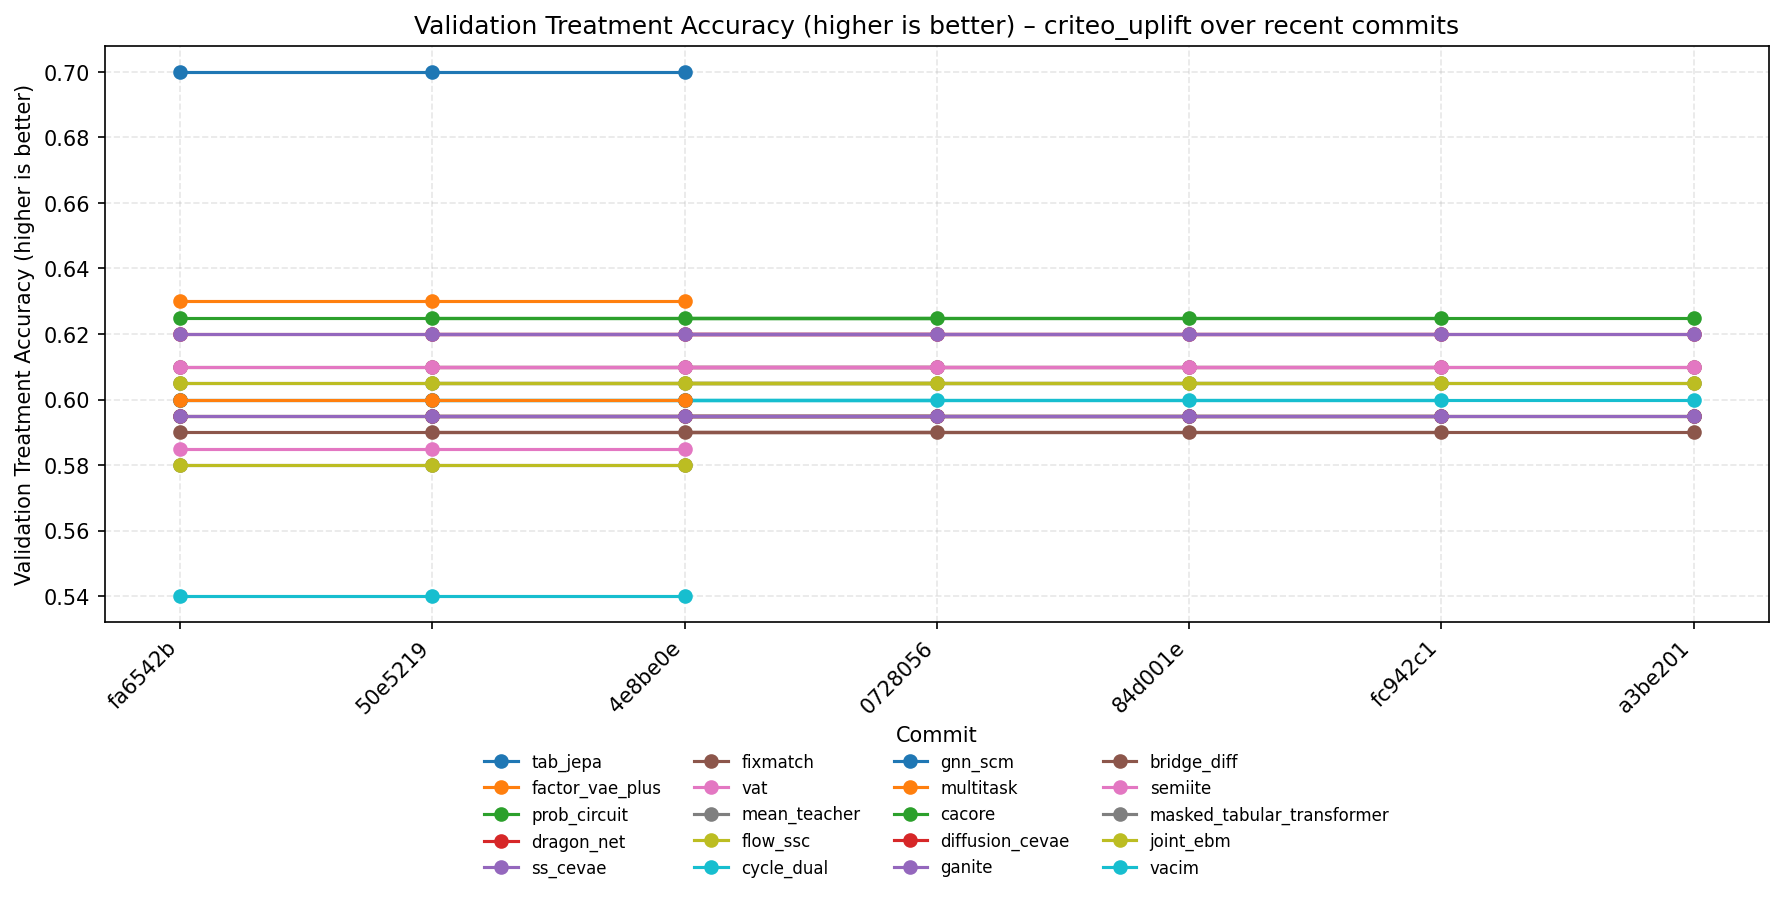 Validation Treatment Accuracy (higher is better) – criteo_uplift over recent commits
Validation Treatment Accuracy (higher is better)
0.70
0.68
0.66
0.64
0.62
0.60
0.58
0.56
0.54
fa6542b
50e5219
4e8be0e
0728056
84d001e
fc942c1
a3be201
Commit
tab_jepa
factor_vae_plus
prob_circuit
dragon_net
ss_cevae
fixmatch
vat
mean_teacher
flow_ssc
cycle_dual
gnn_scm
multitask
cacore
diffusion_cevae
ganite
bridge_diff
semiite
masked_tabular_transformer
joint_ebm
vacim